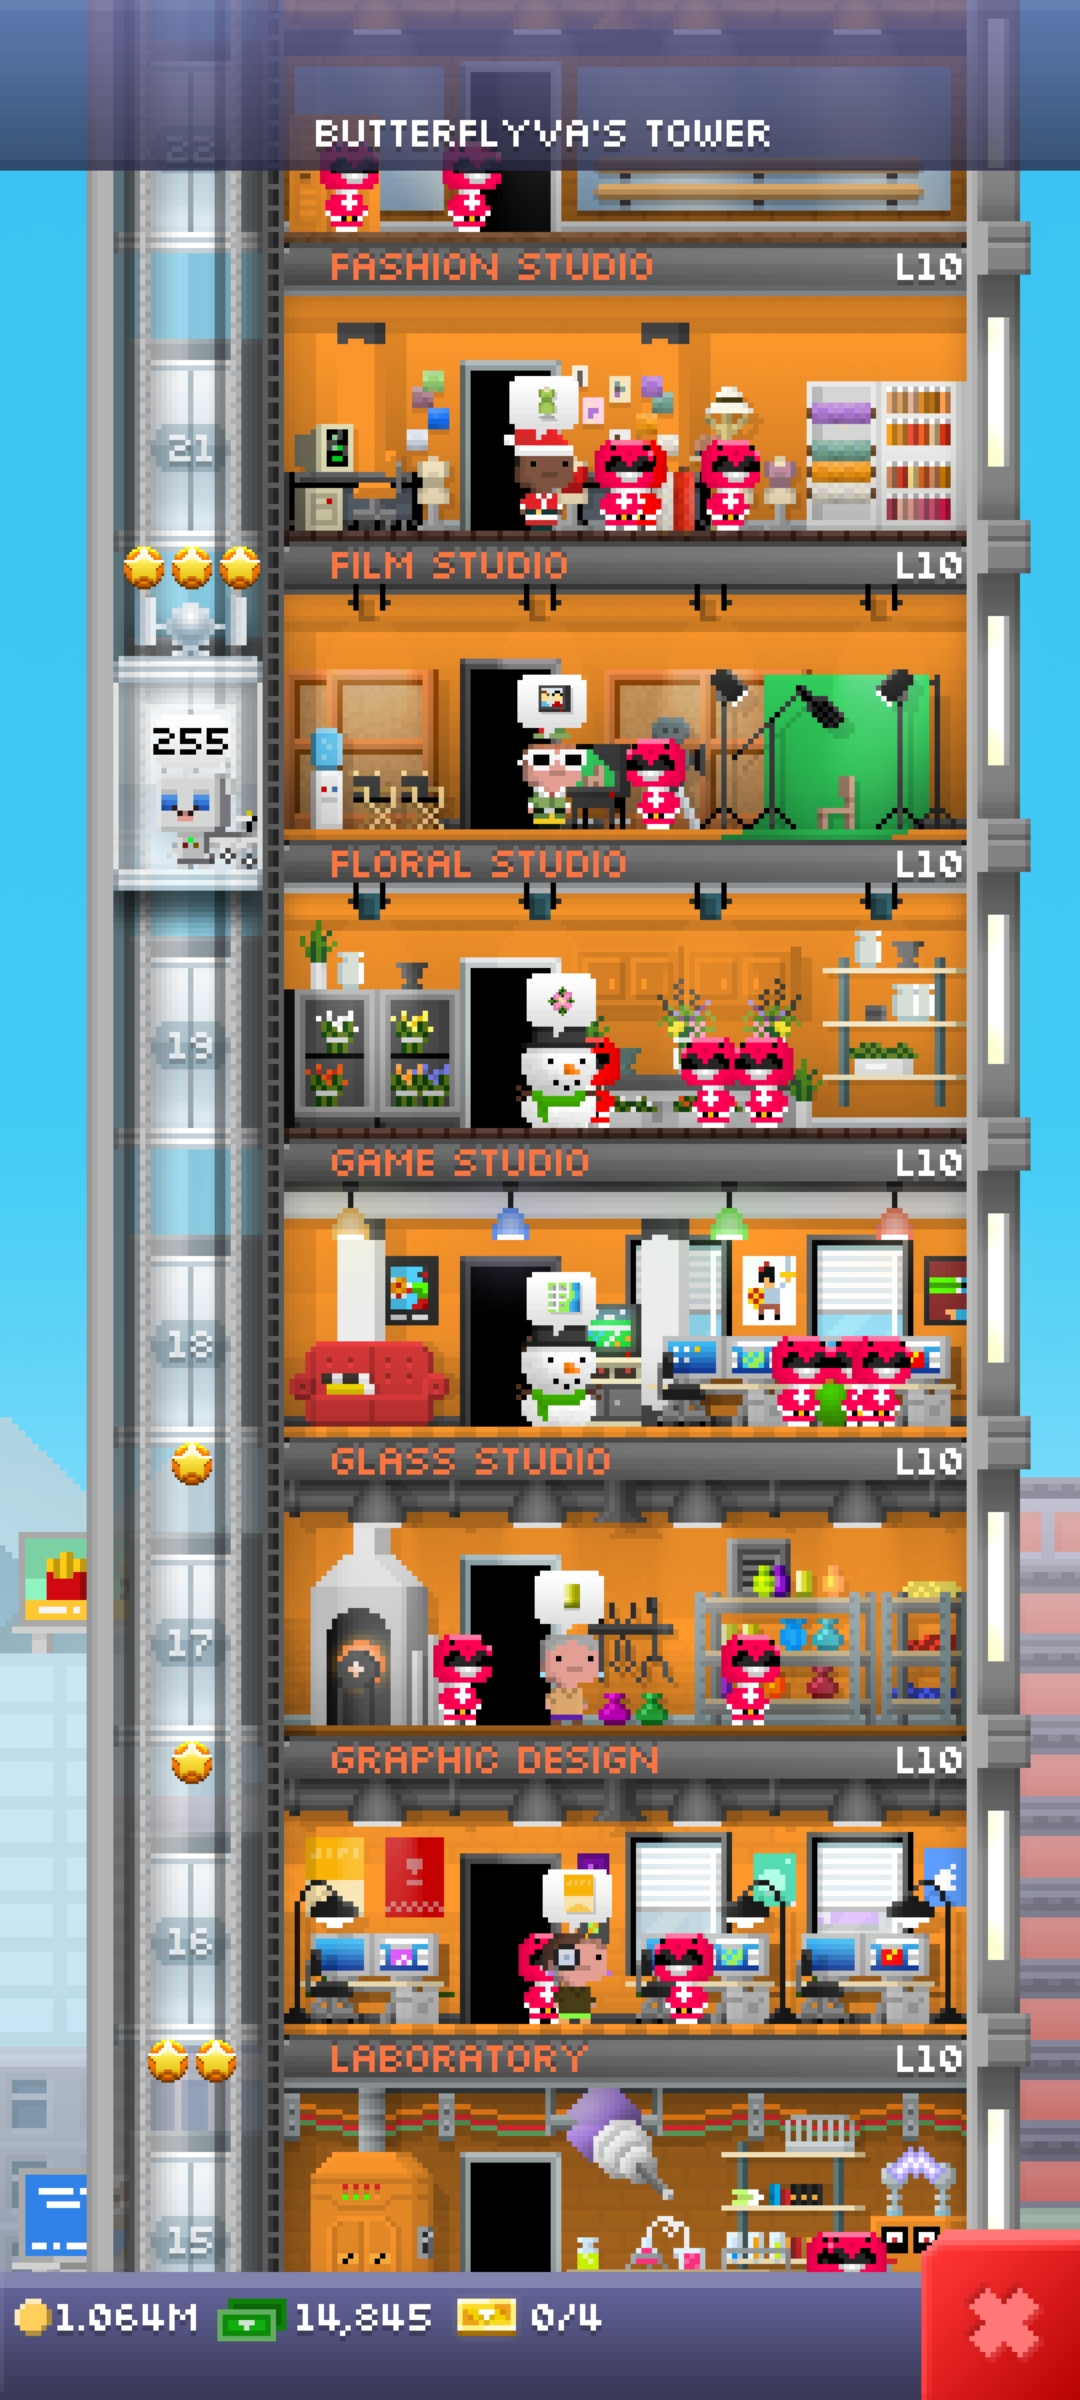 BUTTERFLYVA'S TOWER
22
FASHION STUDIO L10
21
FILM STUDIO L10
255
FLORAL STUDIO L10
19
GAME STUDIO L10
18
GLASS STUDIO L10
17
GRAPHIC DESIGN L10
16
LABORATORY L10
15
1.064M 14,845 0/4